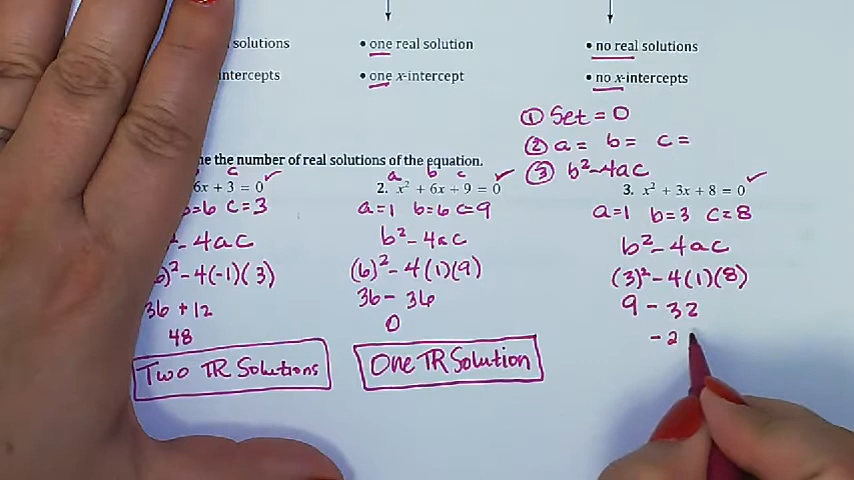 solutions
• one real solution
• no real solutions
ntercepts
• one x-intercept
• no x-intercepts
① Set = 0
② a = b = c =
③ b² - 4ac
ne the number of real solutions of the equation.
6x + 3 = 0 ✓
b=6 c=3
- 4ac
)² - 4(-1)(3)
36 + 12
48
Two ℝ Solutions
a b c
2. x² + 6x + 9 = 0 ✓
a=1 b=6 c=9
b² - 4ac
(6)² - 4(1)(9)
36 - 36
0
One ℝ Solution
3. x² + 3x + 8 = 0 ✓
a=1 b=3 c=8
b² - 4ac
(3)² - 4(1)(8)
9 - 32
- 2